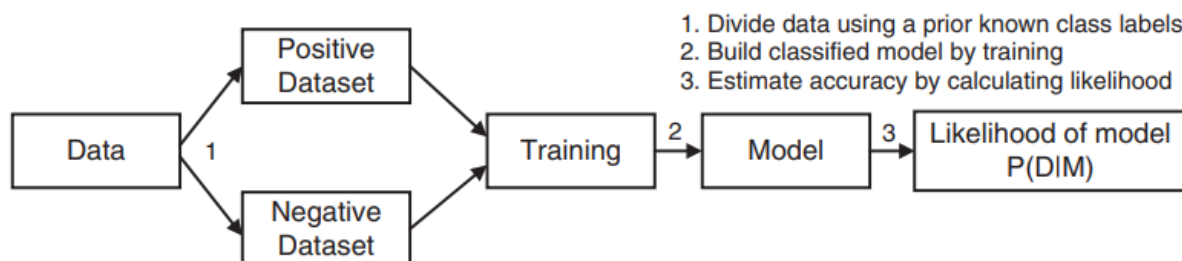 1. Divide data using a prior known class labels
2. Build classified model by training
3. Estimate accuracy by calculating likelihood
Positive
Dataset
Data
1
Training
2
Model
3
Likelihood of model
P(D|M)
Negative
Dataset